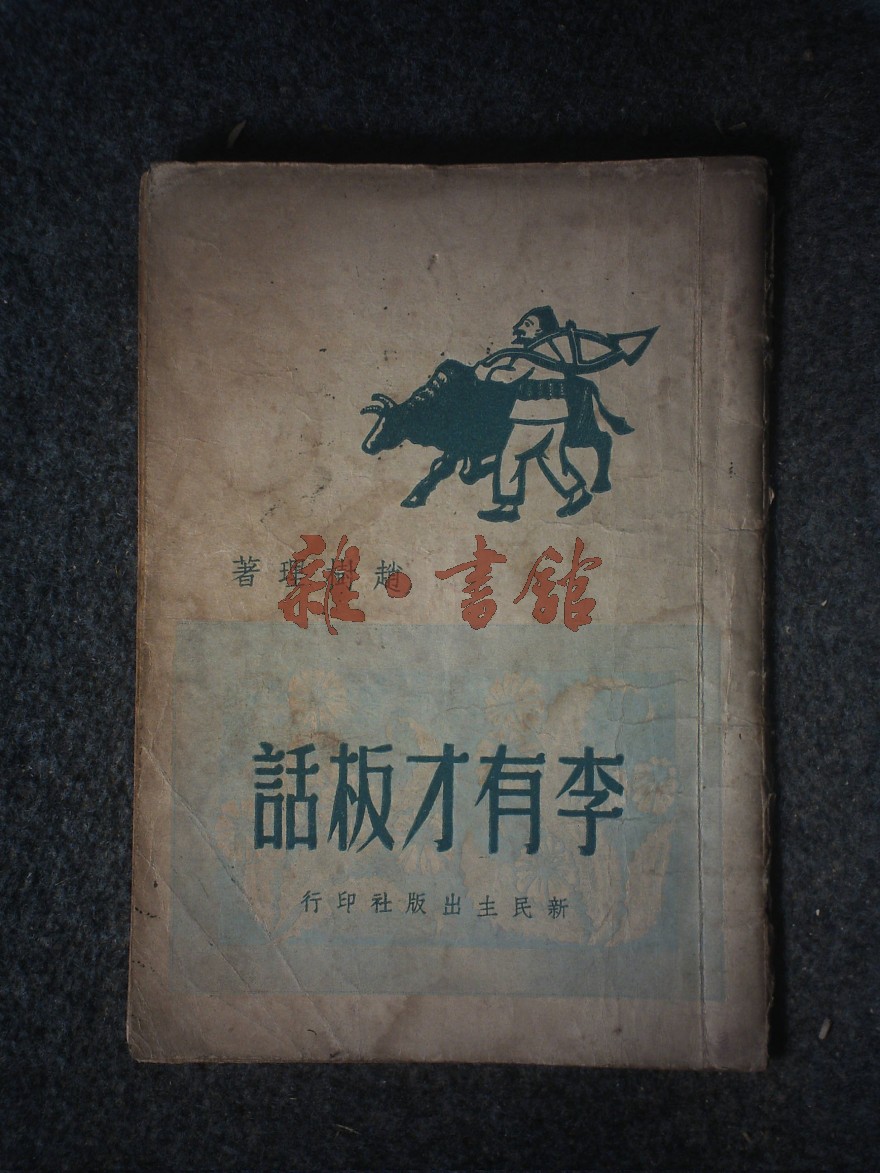 趙樹理著
雜·書館
李有才板話
新民主出版社印行